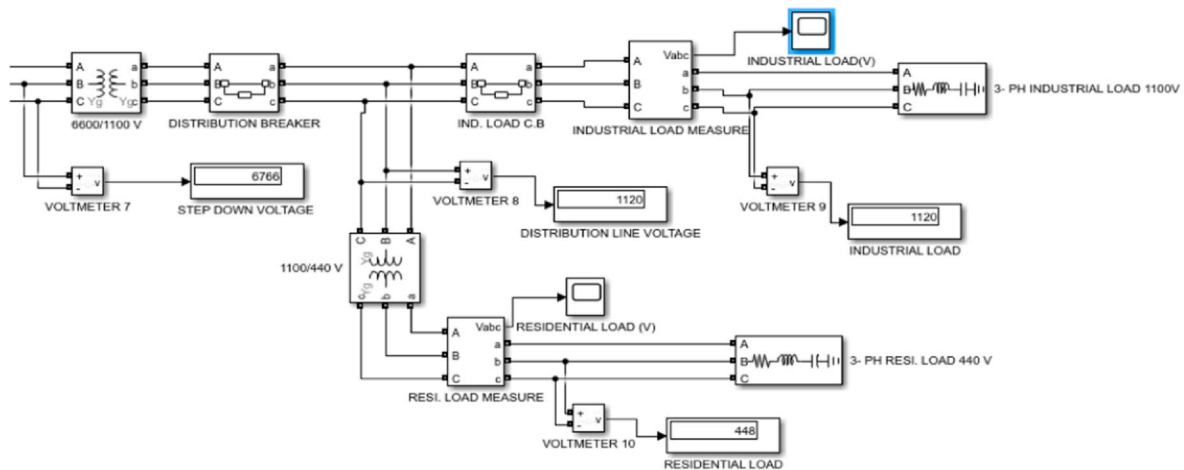 INDUSTRIAL LOAD(V)
A a A a A a A Vabc
B b B b B b B a A
C Yg Yg c C c C c C b B
c C
6600/1100 V
DISTRIBUTION BREAKER
IND. LOAD C.B
INDUSTRIAL LOAD MEASURE
3- PH INDUSTRIAL LOAD 1100V
+ v
-
VOLTMETER 7
6766
STEP DOWN VOLTAGE
+ v
-
VOLTMETER 8
1120
DISTRIBUTION LINE VOLTAGE
+ v
-
VOLTMETER 9
1120
INDUSTRIAL LOAD
C B A
Yg
Yg
c b a
1100/440 V
RESIDENTIAL LOAD (V)
A Vabc
B a A
C b B
c C
RESI. LOAD MEASURE
3- PH RESI. LOAD 440 V
+ v
-
VOLTMETER 10
448
RESIDENTIAL LOAD